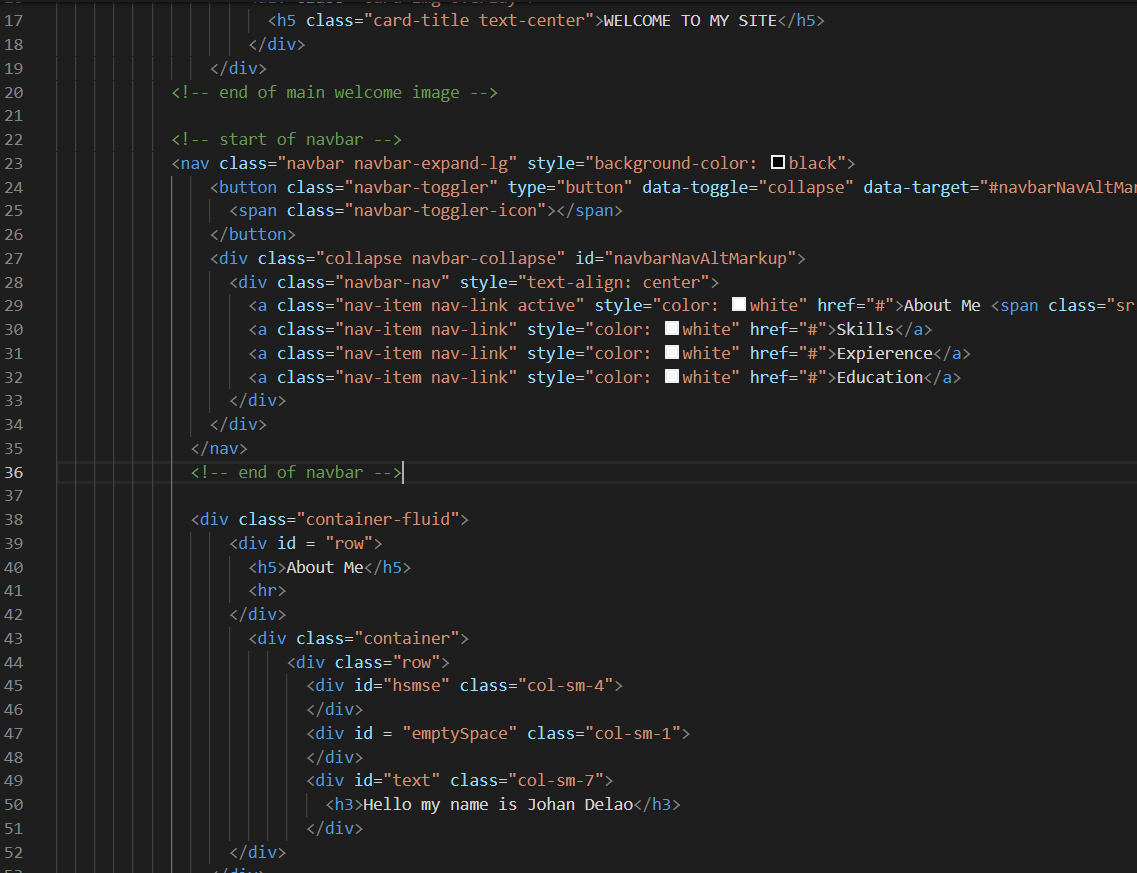 17 <h5 class="card-title text-center">WELCOME TO MY SITE</h5>
18 </div>
19 </div>
20 <!-- end of main welcome image -->
21
22 <!-- start of navbar -->
23 <nav class="navbar navbar-expand-lg" style="background-color: black">
24 <button class="navbar-toggler" type="button" data-toggle="collapse" data-target="#navbarNavAltMar
25 <span class="navbar-toggler-icon"></span>
26 </button>
27 <div class="collapse navbar-collapse" id="navbarNavAltMarkup">
28 <div class="navbar-nav" style="text-align: center">
29 <a class="nav-item nav-link active" style="color: white" href="#">About Me <span class="sr
30 <a class="nav-item nav-link" style="color: white" href="#">Skills</a>
31 <a class="nav-item nav-link" style="color: white" href="#">Expierence</a>
32 <a class="nav-item nav-link" style="color: white" href="#">Education</a>
33 </div>
34 </div>
35 </nav>
36 <!-- end of navbar -->
37
38 <div class="container-fluid">
39 <div id = "row">
40 <h5>About Me</h5>
41 <hr>
42 </div>
43 <div class="container">
44 <div class="row">
45 <div id="hsmse" class="col-sm-4">
46 </div>
47 <div id = "emptySpace" class="col-sm-1">
48 </div>
49 <div id="text" class="col-sm-7">
50 <h3>Hello my name is Johan Delao</h3>
51 </div>
52 </div>